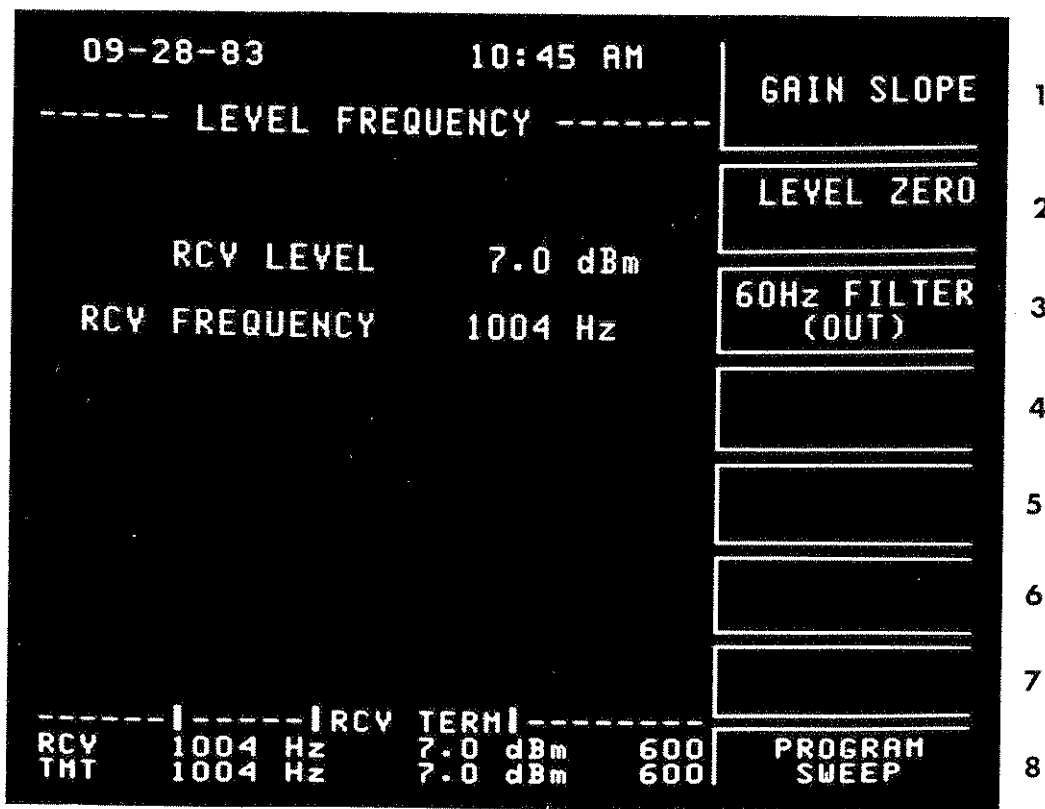 09-28-83 10:45 AM
------ LEVEL FREQUENCY -------
RCV LEVEL 7.0 dBm
RCV FREQUENCY 1004 Hz
------|-----|RCV TERM|--------
RCV 1004 Hz 7.0 dBm 600
TMT 1004 Hz 7.0 dBm 600
GAIN SLOPE 1
LEVEL ZERO 2
60Hz FILTER 3
(OUT)
4
5
6
7
PROGRAM
SWEEP 8